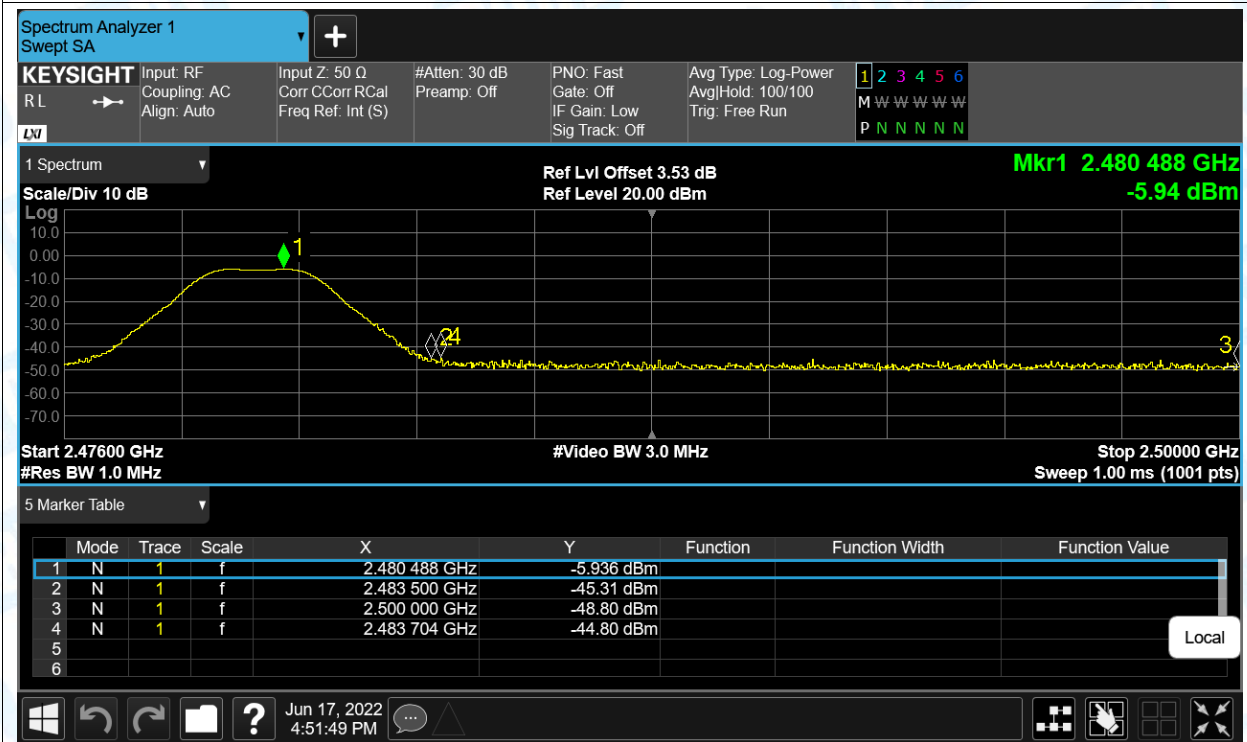 Spectrum Analyzer 1
Swept SA
+
KEYSIGHT
R L
LXI
Input: RF
Coupling: AC
Align: Auto
Input Z: 50 Ω
Corr CCorr RCal
Freq Ref: Int (S)
#Atten: 30 dB
Preamp: Off
PNO: Fast
Gate: Off
IF Gain: Low
Sig Track: Off
Avg Type: Log-Power
Avg|Hold: 100/100
Trig: Free Run
1 2 3 4 5 6
M W W W W W
P N N N N N
1 Spectrum
Scale/Div 10 dB
Ref Lvl Offset 3.53 dB
Ref Level 20.00 dBm
Mkr1 2.480 488 GHz
-5.94 dBm
Log
10.0
0.00
-10.0
-20.0
-30.0
-40.0
-50.0
-60.0
-70.0
1
24
3
Start 2.47600 GHz
#Res BW 1.0 MHz
#Video BW 3.0 MHz
Stop 2.50000 GHz
Sweep 1.00 ms (1001 pts)
5 Marker Table
Mode Trace Scale X Y Function Function Width Function Value
1 N 1 f 2.480 488 GHz -5.936 dBm
2 N 1 f 2.483 500 GHz -45.31 dBm
3 N 1 f 2.500 000 GHz -48.80 dBm
4 N 1 f 2.483 704 GHz -44.80 dBm
5
6
Local
?
Jun 17, 2022
4:51:49 PM